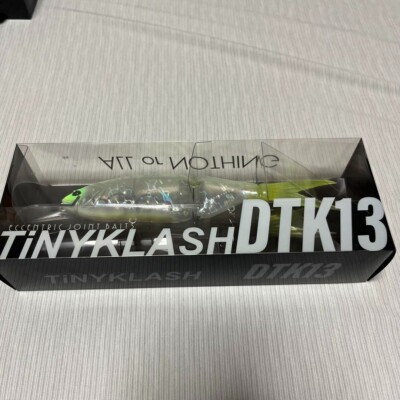 ALL or NOTHING
ECCENTRIC JOINT BAITS
TiNYKLASH DTK13
TiNYKLASH DTK13